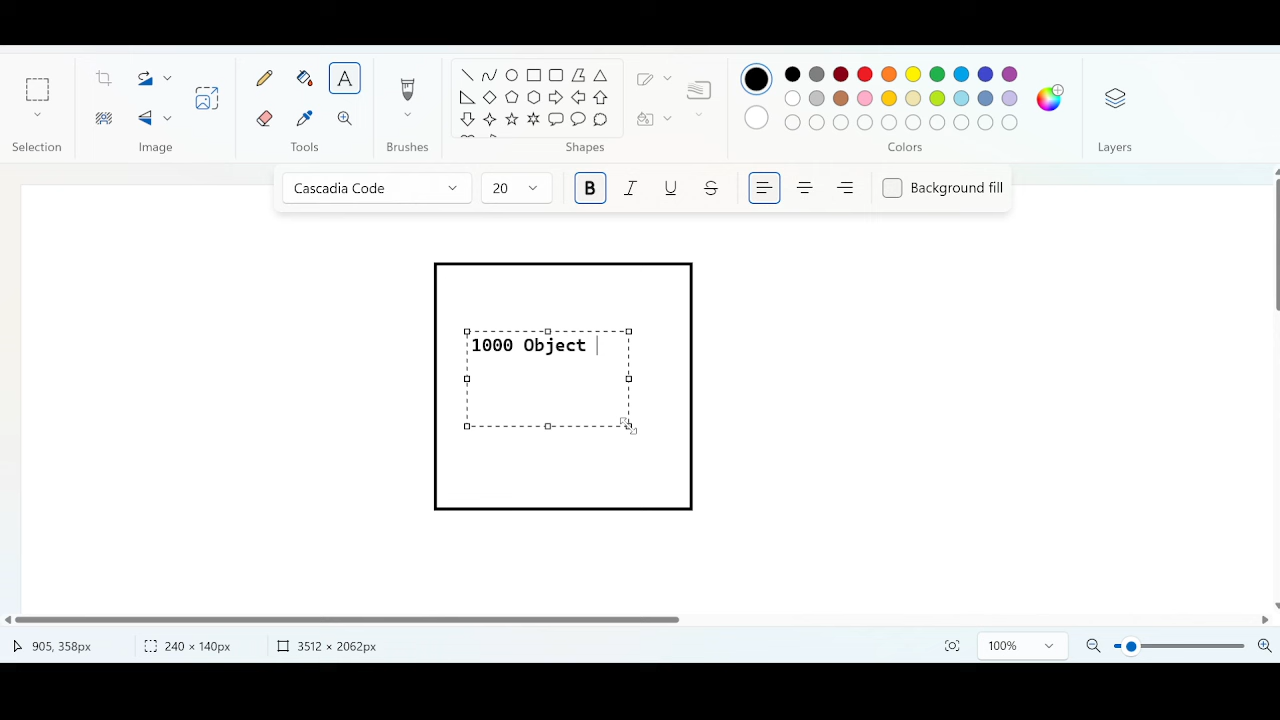 Selection
Image
Tools
Brushes
Shapes
Colors
Layers
Cascadia Code
20
B
I
U
Background fill
1000 Object
905, 358px
240 × 140px
3512 × 2062px
100%